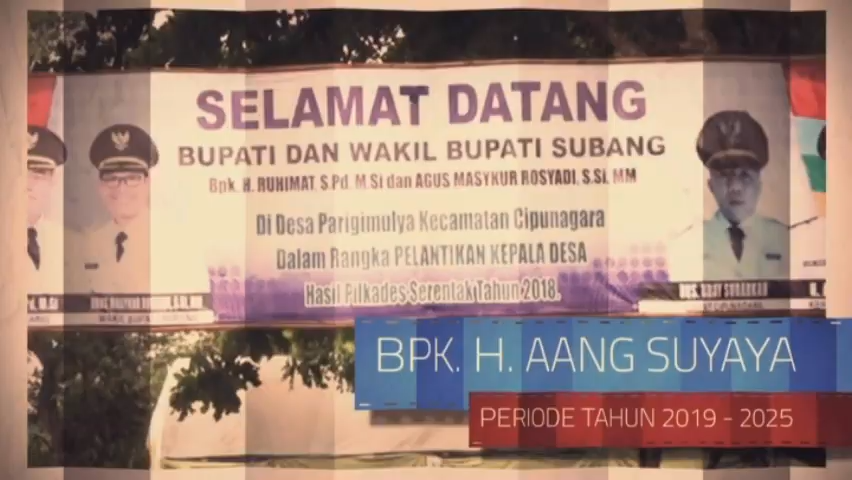 SELAMAT DATANG
BUPATI DAN WAKIL BUPATI SUBANG
Bpk. H. RUHIMAT, S.Pd, M.Si dan AGUS MASYKUR ROSYADI, S.Si, MM
Di Desa Parigimulya Kecamatan Cipunagara
Dalam Rangka PELANTIKAN KEPALA DESA
Hasil Pilkades Serentak Tahun 2018.
BPK. H. AANG SUYAYA
PERIODE TAHUN 2019 - 2025